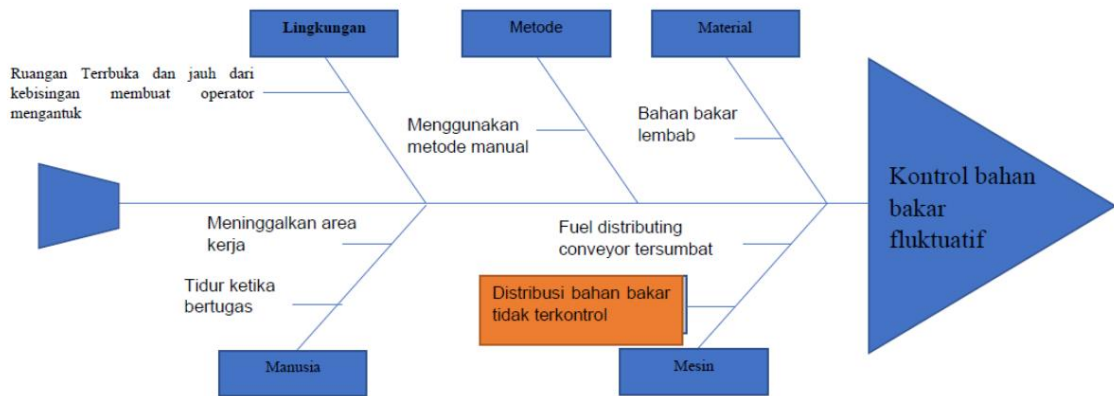 Lingkungan
Metode
Material
Ruangan Terrbuka dan jauh dari
kebisingan membuat operator
mengantuk
Menggunakan
metode manual
Bahan bakar
lembab
Kontrol bahan
bakar
fluktuatif
Meninggalkan area
kerja
Tidur ketika
bertugas
Fuel distributing
conveyor tersumbat
Distribusi bahan bakar
tidak terkontrol
Manusia
Mesin